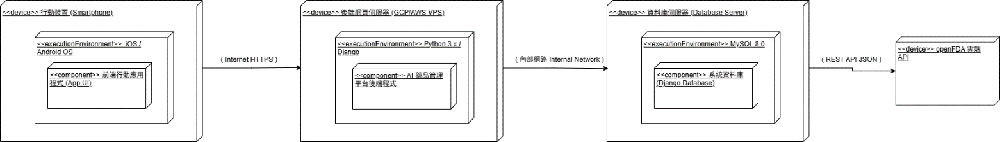 <<device>> 行動裝置 (Smartphone)
<<executionEnvironment>> iOS /
Android OS
<<component>> 前端行動應用
程式 (App UI)
( Internet HTTPS )
<<device>> 後端網頁伺服器 (GCP/AWS VPS)
<<executionEnvironment>> Python 3.x /
Django
<<component>> AI 藥品管理
平台後端程式
( 內部網路 Internal Network )
<<device>> 資料庫伺服器 (Database Server)
<<executionEnvironment>> MySQL 8.0
<<component>> 系統資料庫
(Django Database)
( REST API JSON )
<<device>> openFDA 雲端
API